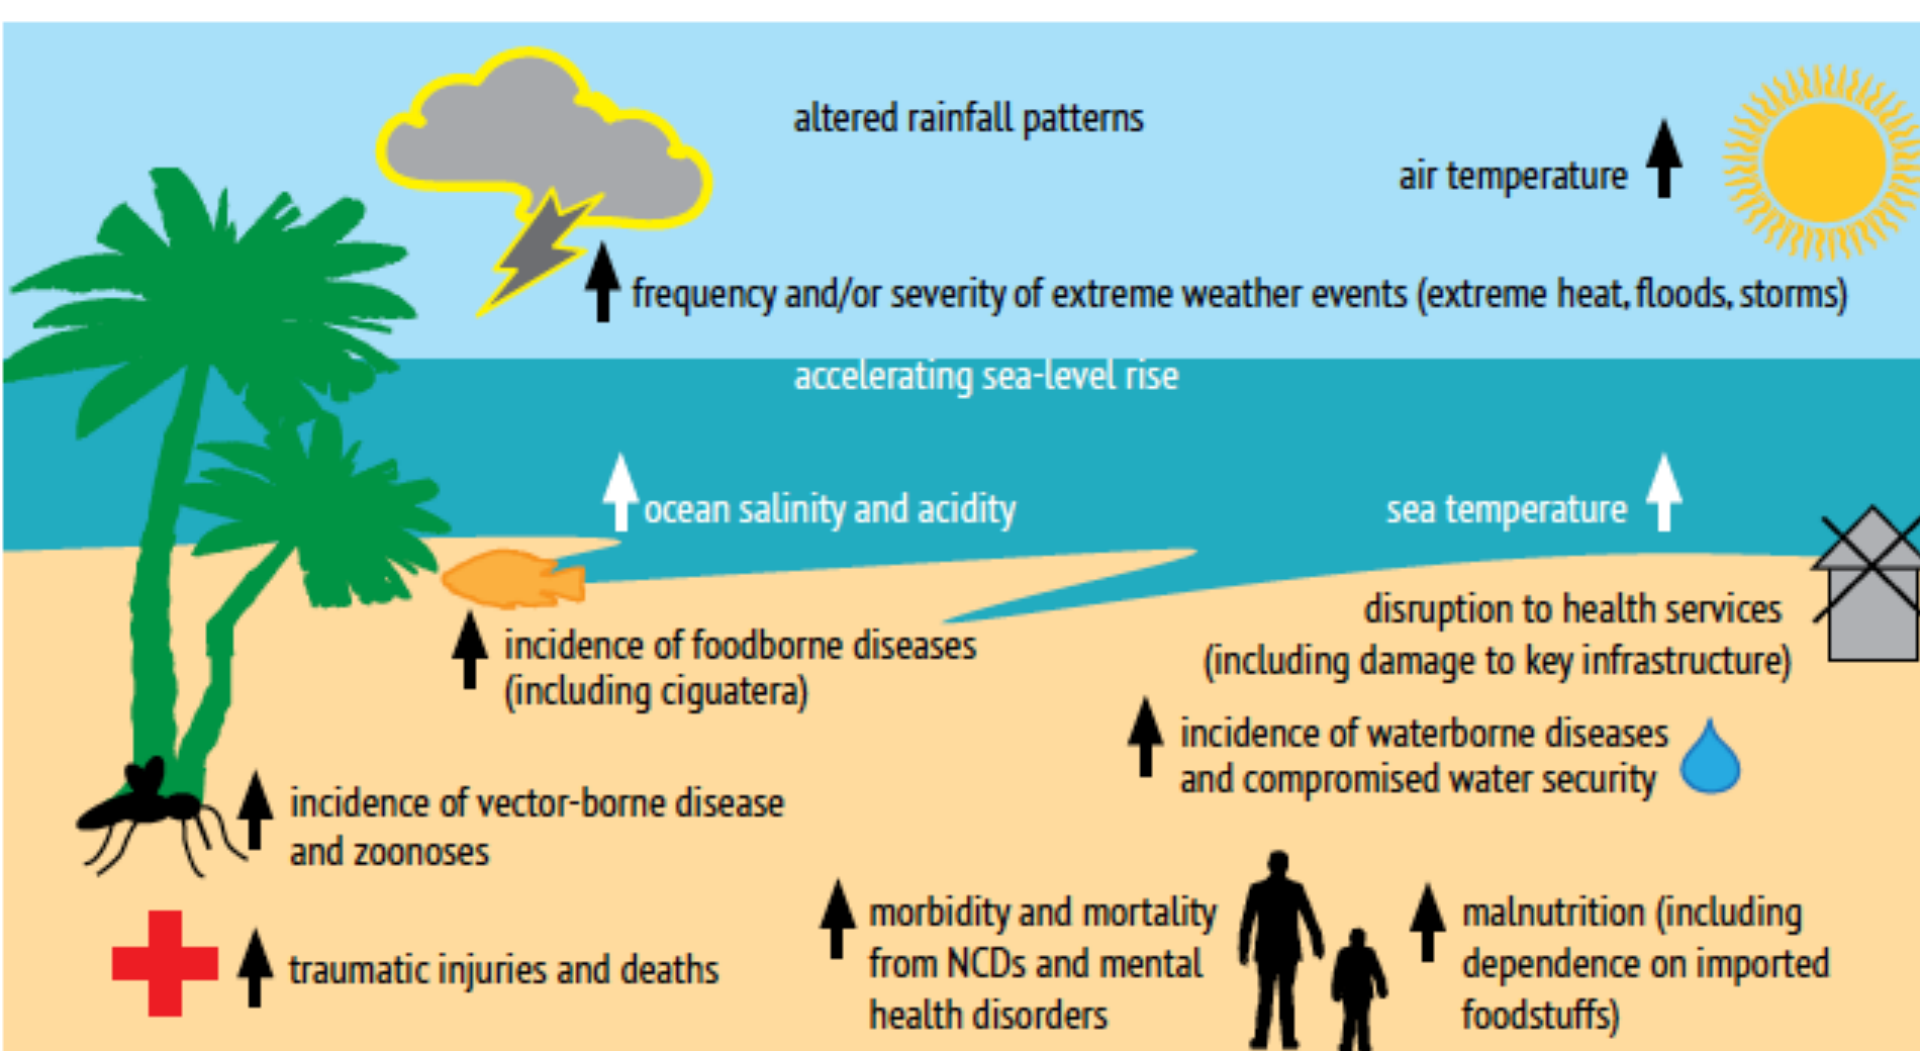 altered rainfall patterns
air temperature
frequency and/or severity of extreme weather events (extreme heat, floods, storms)
accelerating sea-level rise
ocean salinity and acidity
sea temperature
incidence of foodborne diseases
(including ciguatera)
disruption to health services
(including damage to key infrastructure)
incidence of waterborne diseases
and compromised water security
incidence of vector-borne disease
and zoonoses
traumatic injuries and deaths
morbidity and mortality
from NCDs and mental
health disorders
malnutrition (including
dependence on imported
foodstuffs)